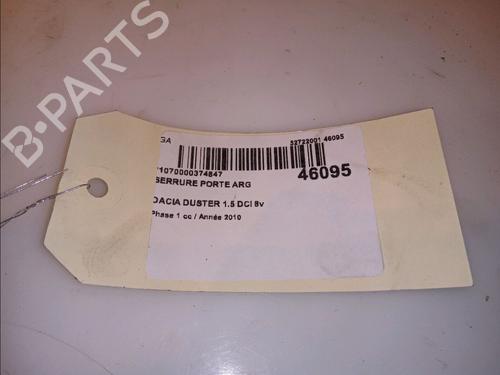 B-PARTS
GA
52722001 46095
46095
1070000374847
SERRURE PORTE ARG
DACIA DUSTER 1.5 DCI 8v
Phase 1 cc / Année 2010